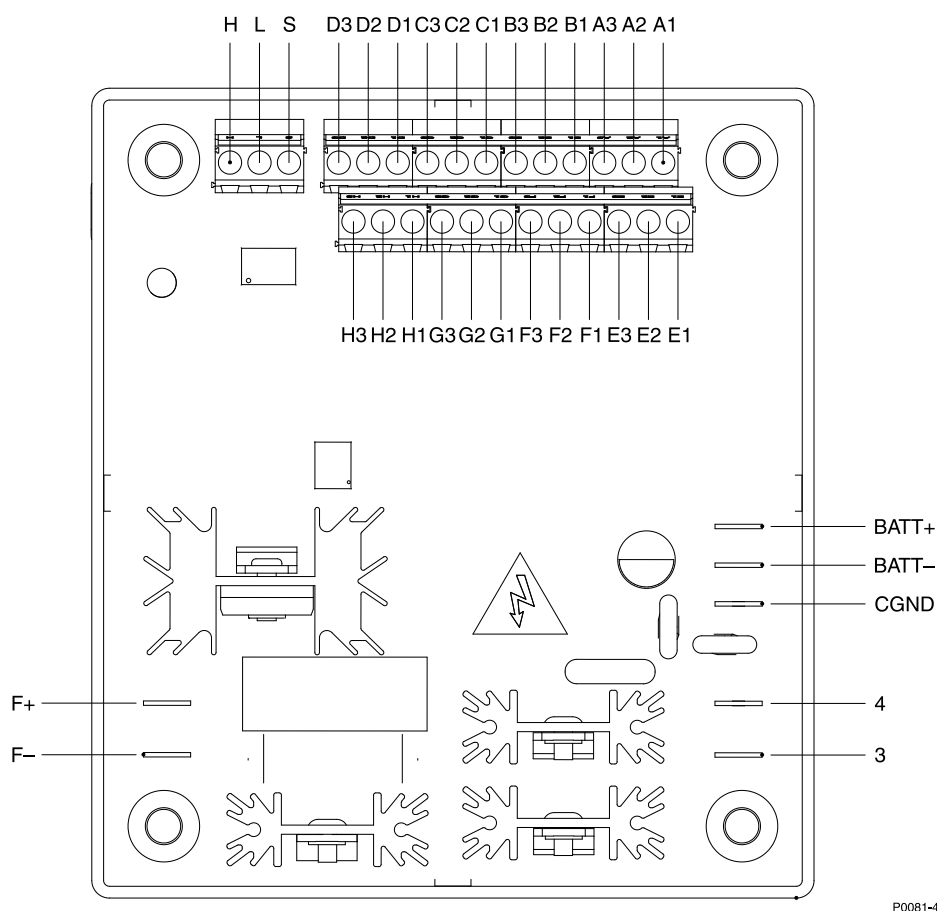 H L S D3 D2 D1 C3 C2 C1 B3 B2 B1 A3 A2 A1
H3 H2 H1 G3 G2 G1 F3 F2 F1 E3 E2 E1
BATT+
BATT–
CGND
F+
4
F–
3
P0081-4